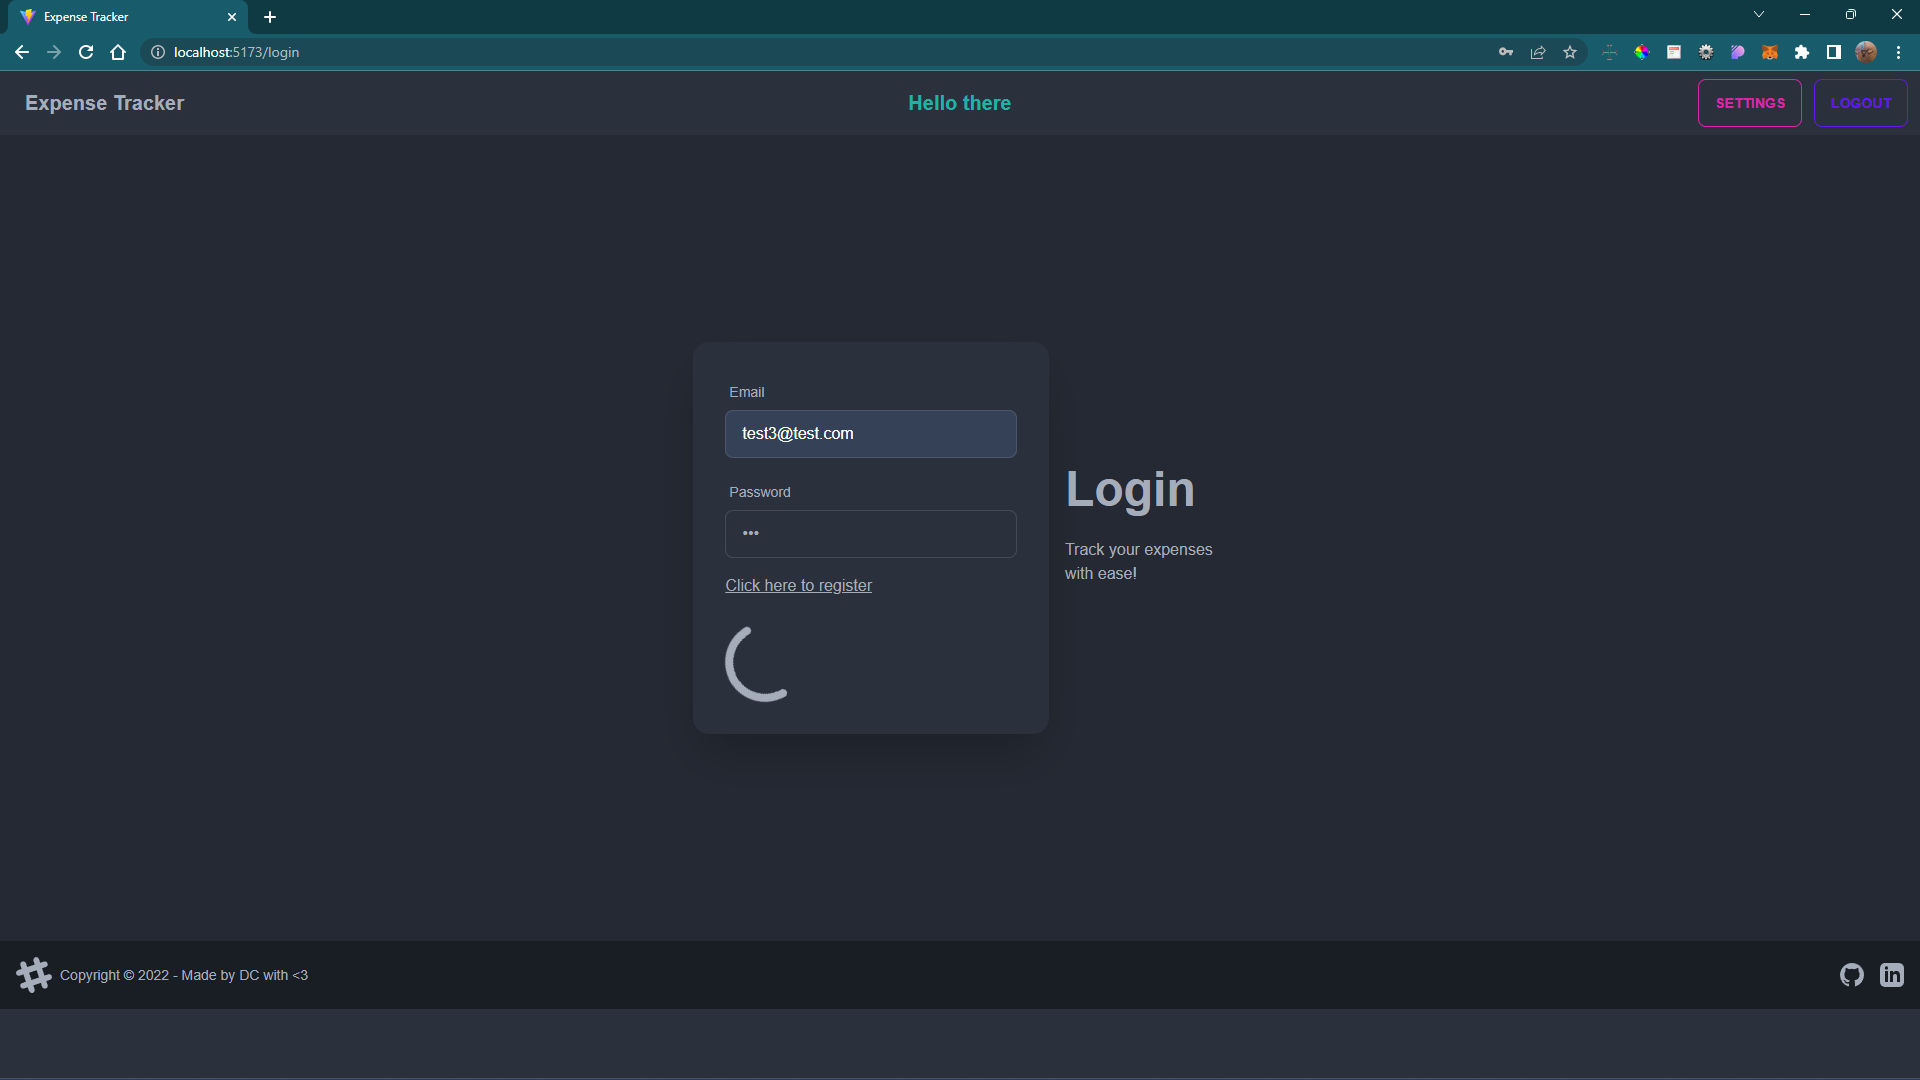 Expense Tracker
localhost:5173/login
Expense Tracker
Hello there
SETTINGS
LOGOUT
Email
test3@test.com
Password
•••
Click here to register
Login
Track your expenses
with ease!
Copyright © 2022 - Made by DC with <3
in